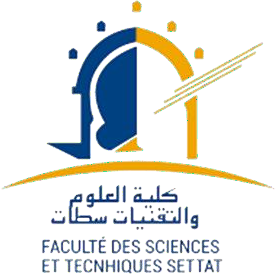 كلية العلوم
والتقنيات سطات
FACULTÉ DES SCIENCES
ET TECNHIQUES SETTAT